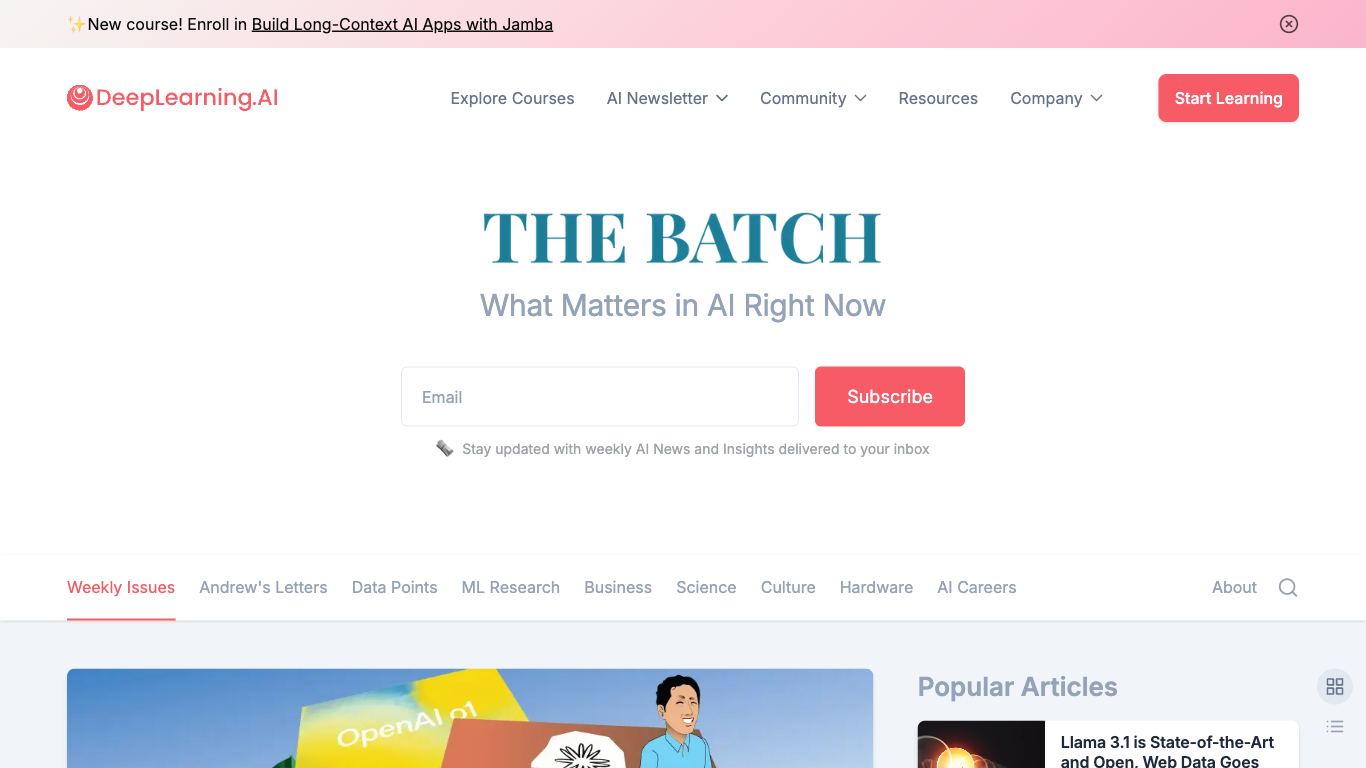 ✨New course! Enroll in Build Long-Context AI Apps with Jamba
DeepLearning.AI
Explore Courses
AI Newsletter
Community
Resources
Company
Start Learning
THE BATCH
What Matters in AI Right Now
Email
Subscribe
🗞️ Stay updated with weekly AI News and Insights delivered to your inbox
Weekly Issues
Andrew's Letters
Data Points
ML Research
Business
Science
Culture
Hardware
AI Careers
About
OpenAI o1
Popular Articles
Llama 3.1 is State-of-the-Art
and Open, Web Data Goes